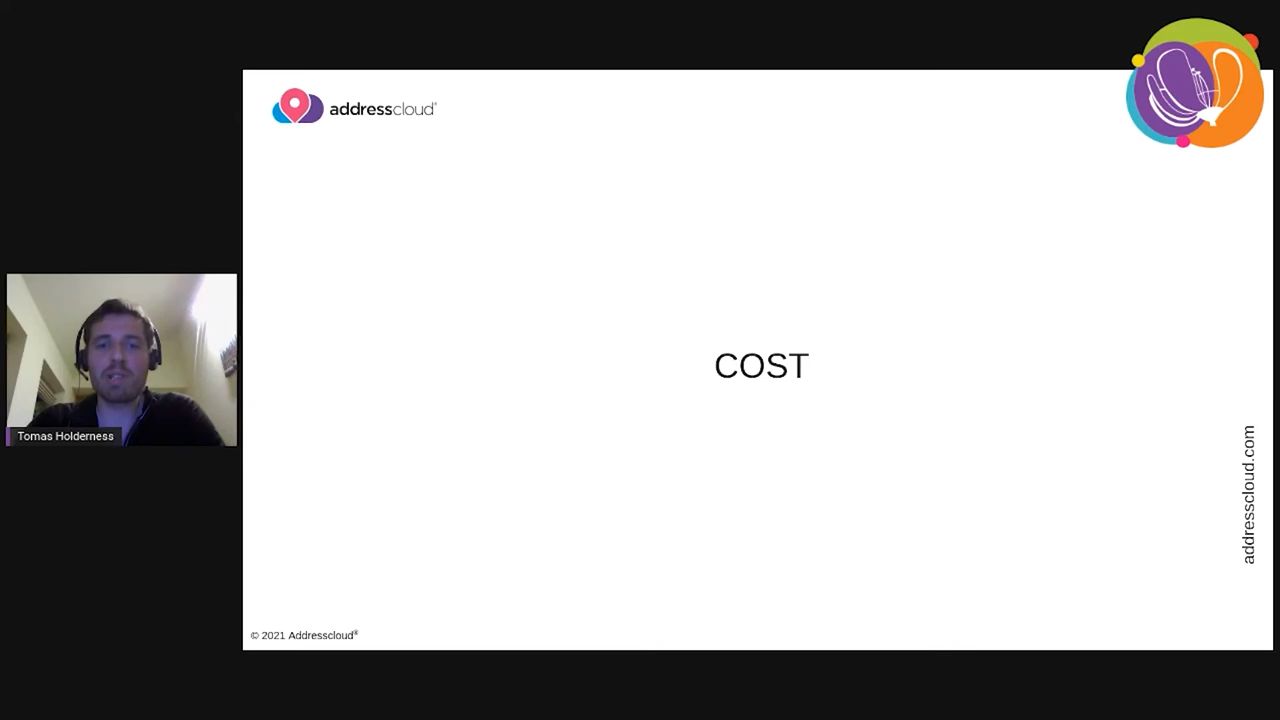 addresscloud®
COST
addresscloud.com
Tomas Holderness
© 2021 Addresscloud®